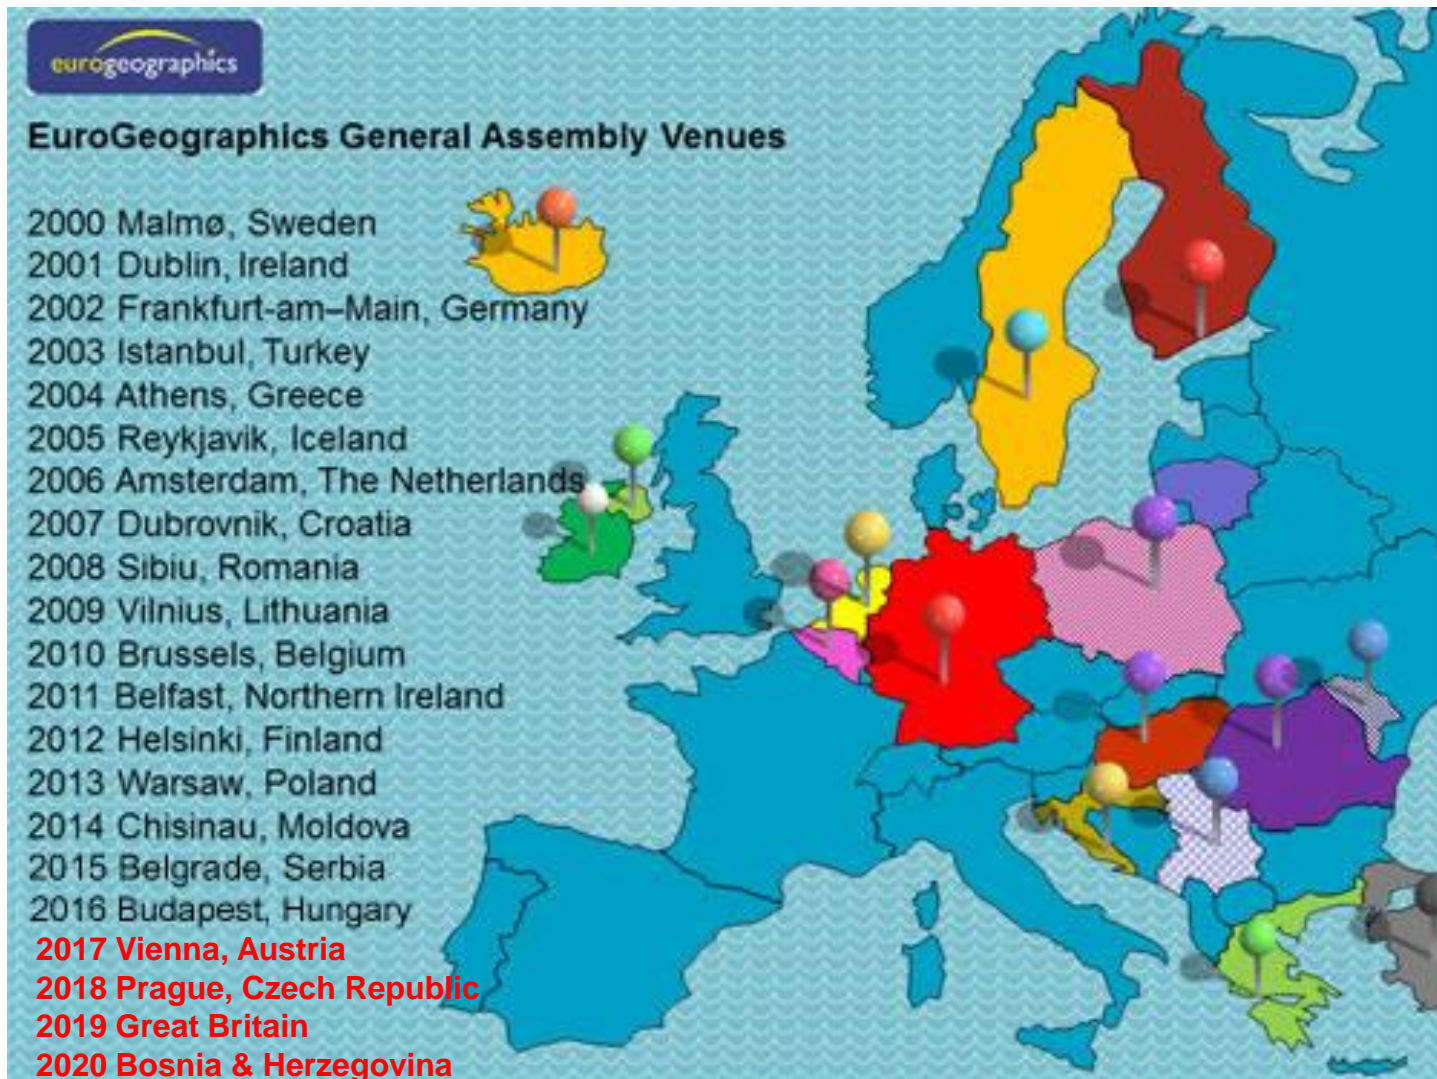 eurogeographics
EuroGeographics General Assembly Venues
2000 Malmø, Sweden
2001 Dublin, Ireland
2002 Frankfurt-am–Main, Germany
2003 Istanbul, Turkey
2004 Athens, Greece
2005 Reykjavik, Iceland
2006 Amsterdam, The Netherlands
2007 Dubrovnik, Croatia
2008 Sibiu, Romania
2009 Vilnius, Lithuania
2010 Brussels, Belgium
2011 Belfast, Northern Ireland
2012 Helsinki, Finland
2013 Warsaw, Poland
2014 Chisinau, Moldova
2015 Belgrade, Serbia
2016 Budapest, Hungary
2017 Vienna, Austria
2018 Prague, Czech Republic
2019 Great Britain
2020 Bosnia & Herzegovina